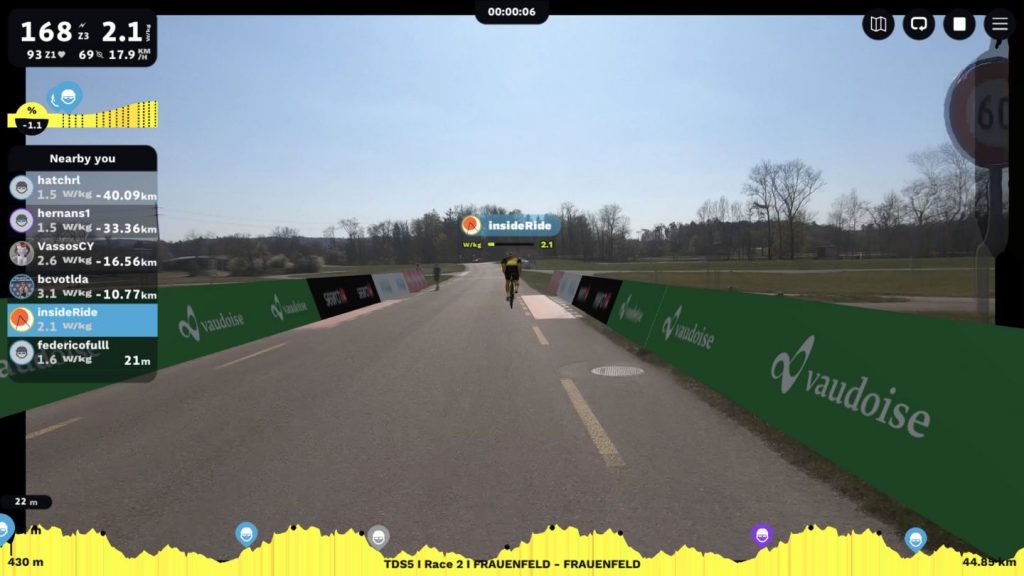 00:00:06
168 Z3 2.1 W/kg
93 Z1 69 17.9 KM/H
%
-1.1
Nearby you
hatchrl
1.5 W/kg -40.09km
hernans1
1.5 W/kg -33.36km
VassosCY
2.6 W/kg -16.56km
bcvotlda
3.1 W/kg -10.77km
insideRide
2.1 W/kg
federicofulll
1.6 W/kg 21m
insideRide
W/kg 2.1
60
vaudoise
vaudoise
vaudoise
vaudoise
22 m
m
430 m
TDS5 I Race 2 I FRAUENFELD - FRAUENFELD
44.85 km